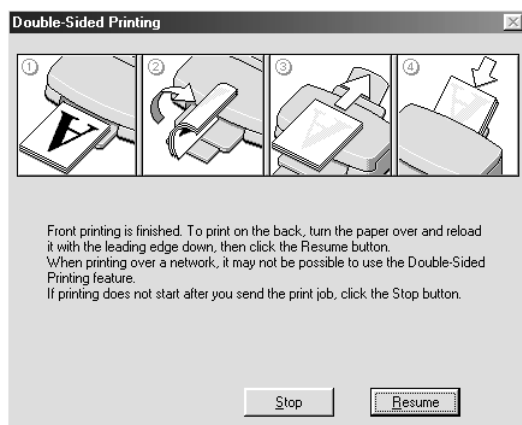 Double-Sided Printing
1 2 3 4
A A A
Front printing is finished. To print on the back, turn the paper over and reload
it with the leading edge down, then click the Resume button.
When printing over a network, it may not be possible to use the Double-Sided
Printing feature.
If printing does not start after you send the print job, click the Stop button.
Stop Resume